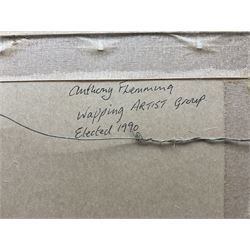 Anthony Flemming
Wapping ARTIST Group
Elected 1990